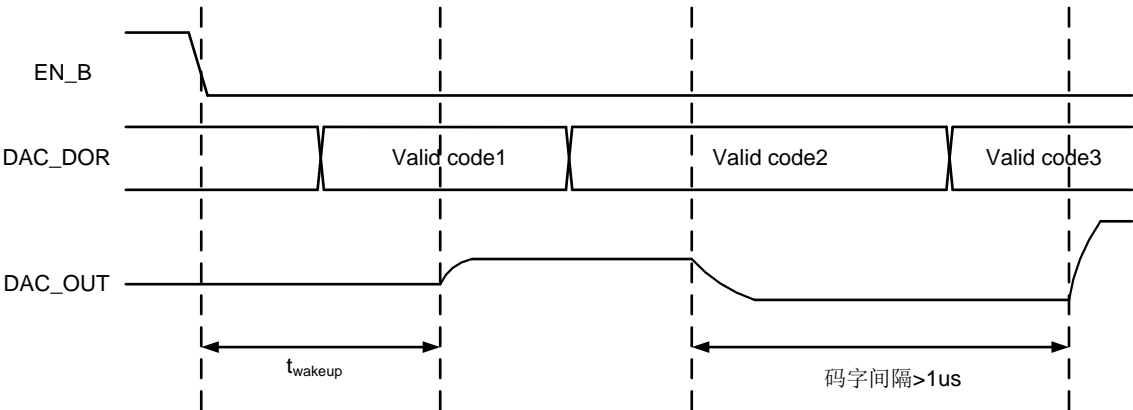 EN_B
DAC_DOR
Valid code1
Valid code2
Valid code3
DAC_OUT
twakeup
码字间隔>1us